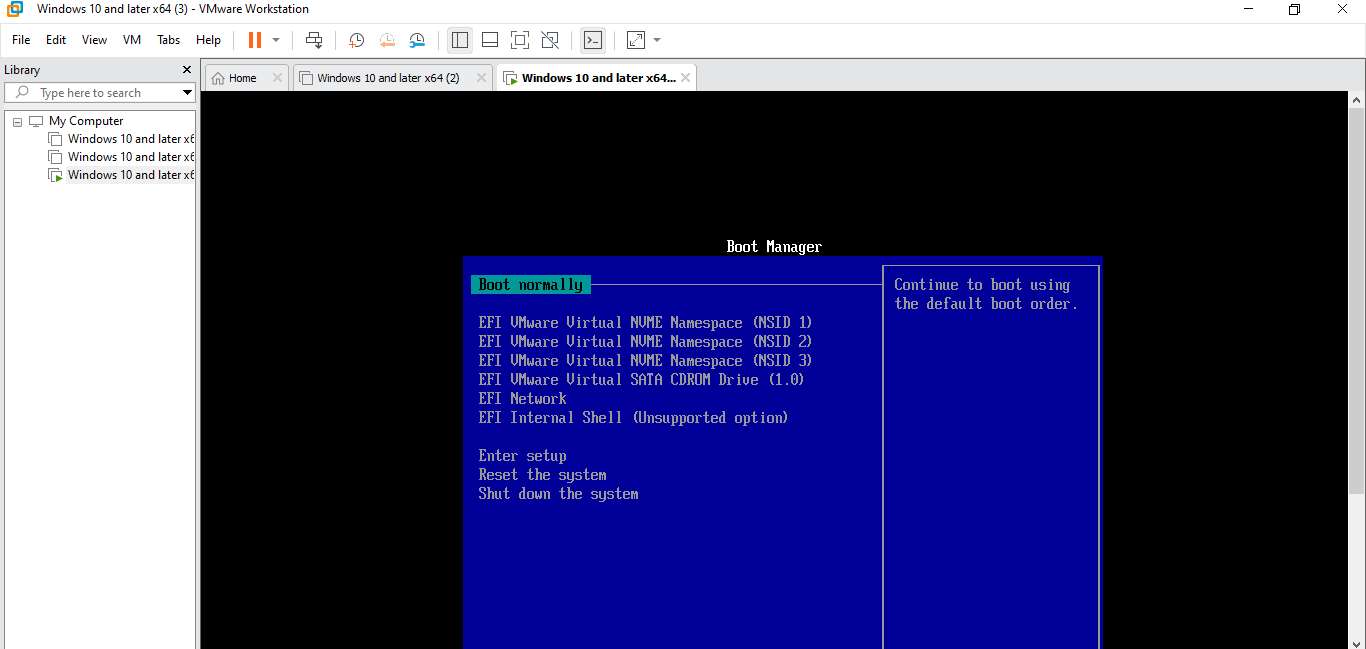 Windows 10 and later x64 (3) - VMware Workstation
File Edit View VM Tabs Help
Library
Type here to search
My Computer
Windows 10 and later x6
Windows 10 and later x6
Windows 10 and later x6
Home
Windows 10 and later x64 (2)
Windows 10 and later x64...
Boot Manager
Boot normally
EFI VMware Virtual NVME Namespace (NSID 1)
EFI VMware Virtual NVME Namespace (NSID 2)
EFI VMware Virtual NVME Namespace (NSID 3)
EFI VMware Virtual SATA CDROM Drive (1.0)
EFI Network
EFI Internal Shell (Unsupported option)
Enter setup
Reset the system
Shut down the system
Continue to boot using
the default boot order.